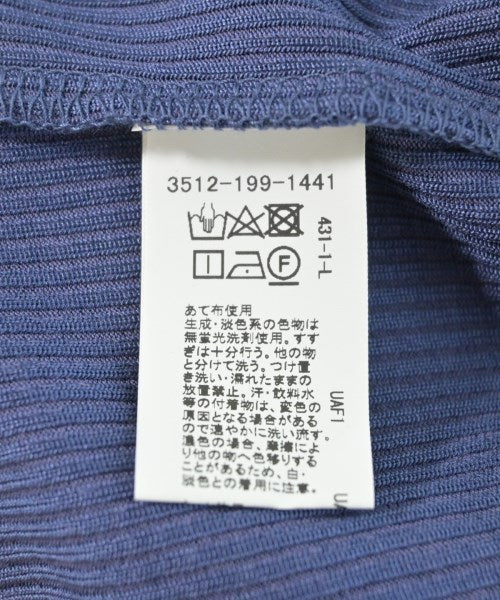 3512-199-1441
431-1-L
F
あて布使用
生成・淡色系の色物は
無蛍光洗剤使用。すす
ぎは十分行う。他の物
と分けて洗う。つけ置
き洗い・濡れたままの
放置禁止。汗・飲料水
等の付着物は、変色の
原因となる場合がある
ので速やかに洗い流す。
濃色の場合、摩擦によ
り他の物へ色移りする
ことがあるため、白・
淡色との着用に注意。
UAF1